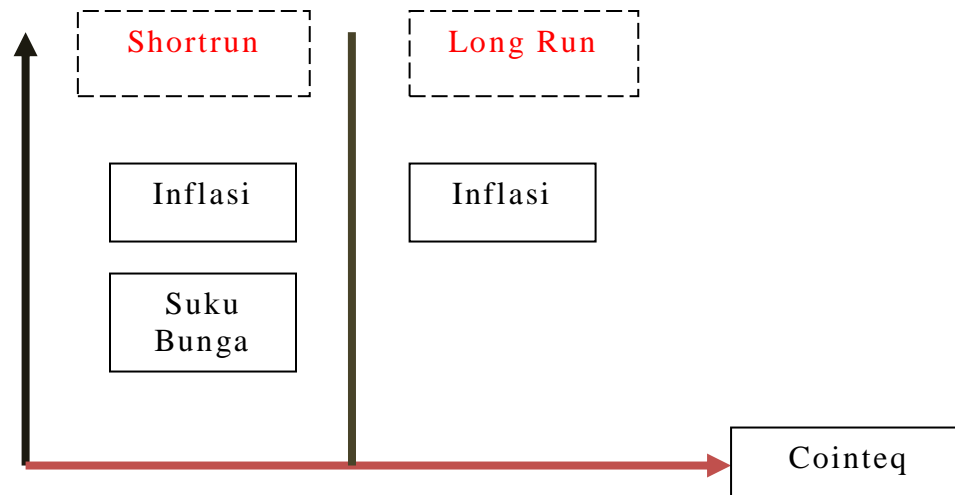 Shortrun
Long Run
Inflasi
Inflasi
Suku
Bunga
Cointeq